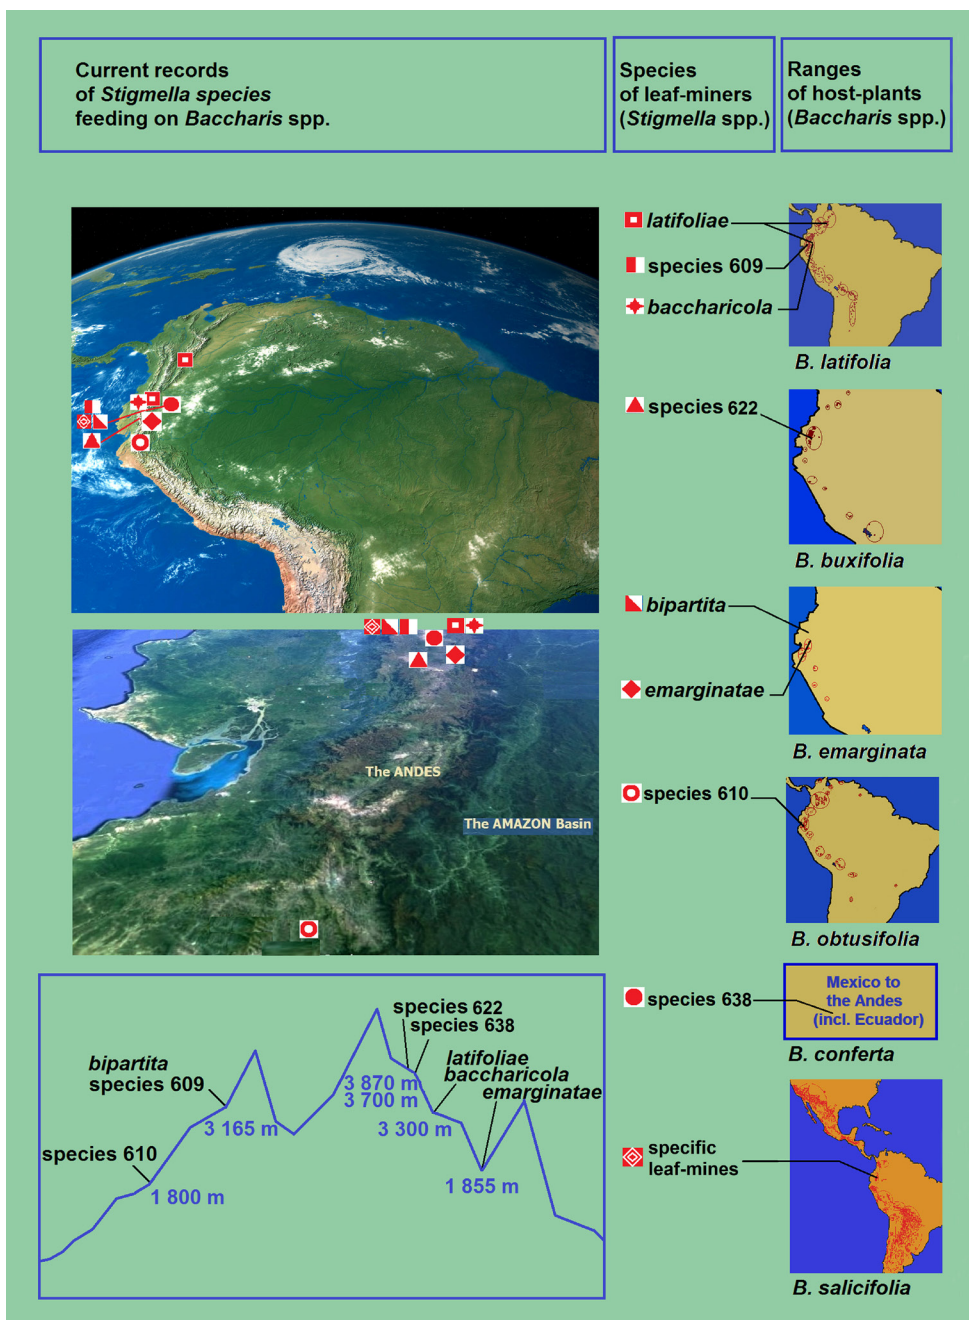 Current records
of Stigmella species
feeding on Baccharis spp.
Species
of leaf-miners
(Stigmella spp.)
Ranges
of host-plants
(Baccharis spp.)
latifoliae
species 609
baccharicola
B. latifolia
species 622
B. buxifolia
bipartita
emarginatae
B. emarginata
The ANDES
The AMAZON Basin
species 610
B. obtusifolia
species 638
Mexico to
the Andes
(incl. Ecuador)
B. conferta
specific
leaf-mines
B. salicifolia
species 622
species 638
latifoliae
baccharicola
emarginatae
bipartita
species 609
species 610
3 870 m
3 700 m
3 165 m
3 300 m
1 800 m
1 855 m